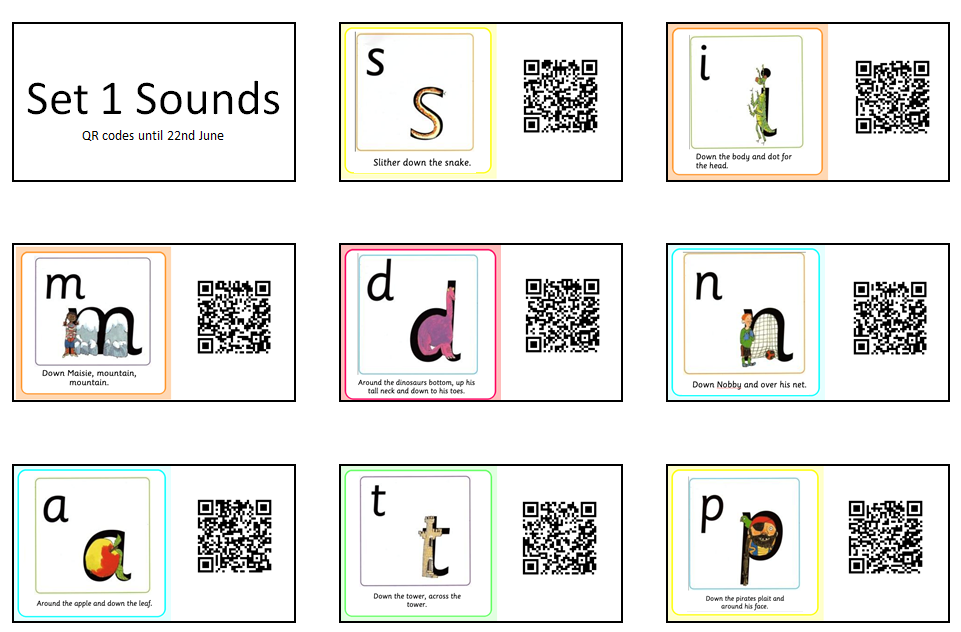 Set 1 Sounds
QR codes until 22nd June
s
s
Slither down the snake.
i
i
Down the body and dot for
the head.
m
m
Down Maisie, mountain,
mountain.
d
d
Around the dinosaurs bottom, up his
tall neck and down to his toes.
n
n
Down Nobby and over his net.
a
a
Around the apple and down the leaf.
t
t
Down the tower, across the
tower.
p
p
Down the pirates plait and
around his face.